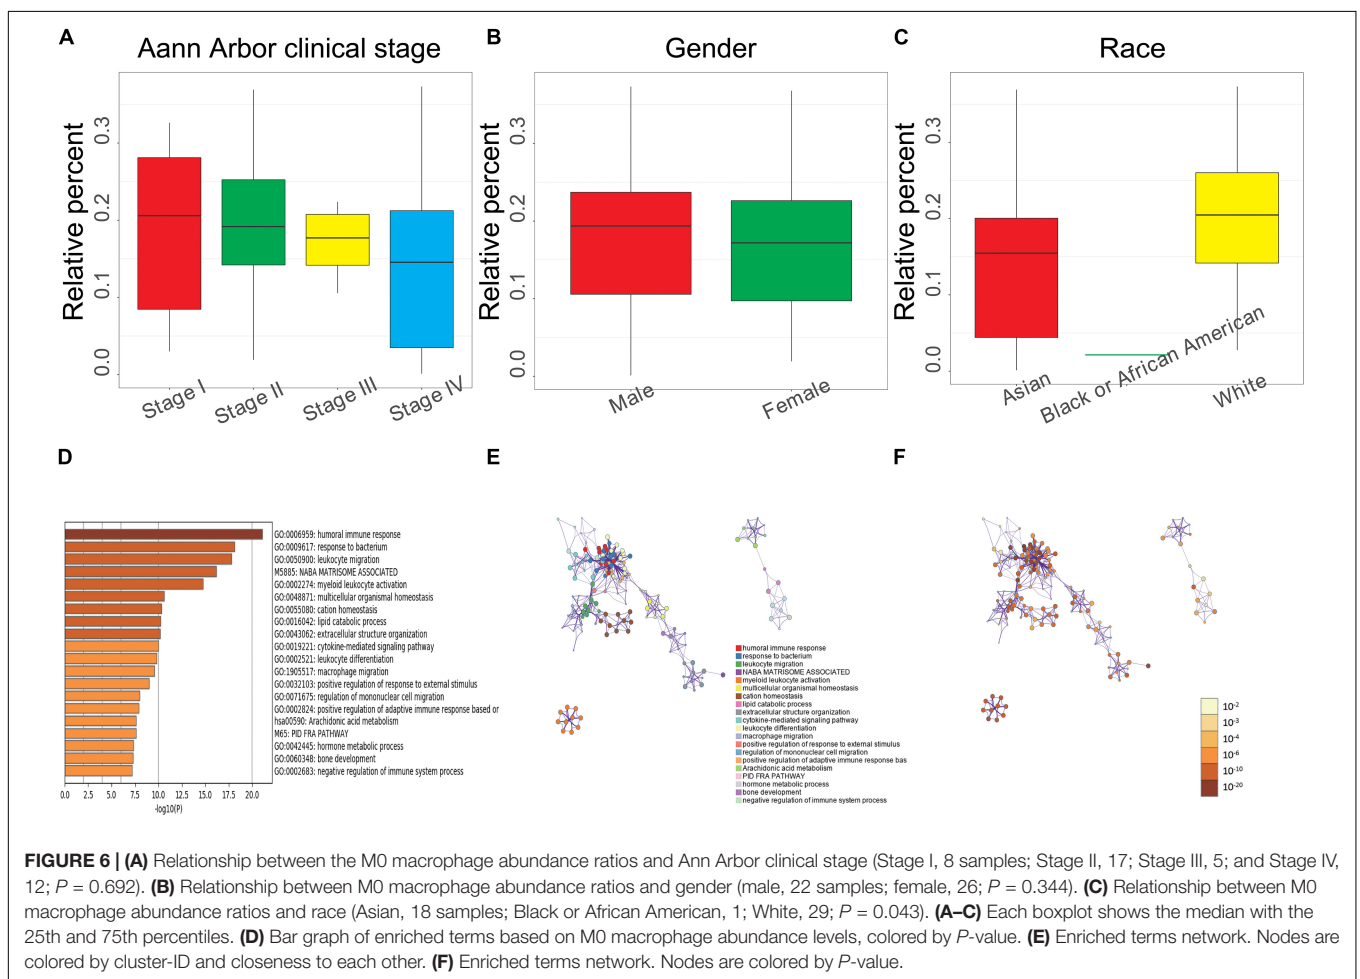 A
Aann Arbor clinical stage
Relative percent
0.3
0.2
0.1
0.0
Stage I
Stage II
Stage III
Stage IV
B
Gender
Relative percent
0.3
0.2
0.1
0.0
Male
Female
C
Race
Relative percent
0.3
0.2
0.1
0.0
Asian
Black or African American
White
D
GO:0006959: humoral immune response
GO:0009617: response to bacterium
GO:0050900: leukocyte migration
M5885: NABA MATRISOME ASSOCIATED
GO:0002274: myeloid leukocyte activation
GO:0048871: multicellular organismal homeostasis
GO:0055080: cation homeostasis
GO:0016042: lipid catabolic process
GO:0043062: extracellular structure organization
GO:0019221: cytokine-mediated signaling pathway
GO:0002521: leukocyte differentiation
GO:1905517: macrophage migration
GO:0032103: positive regulation of response to external stimulus
GO:0071675: regulation of mononuclear cell migration
GO:0002824: positive regulation of adaptive immune response based or
hsa00590: Arachidonic acid metabolism
M65: PID FRA PATHWAY
GO:0042445: hormone metabolic process
GO:0060348: bone development
GO:0002683: negative regulation of immune system process
0.0 2.5 5.0 7.5 10.0 12.5 15.0 17.5 20.0
-log10(P)
E
humoral immune response
response to bacterium
leukocyte migration
NABA MATRISOME ASSOCIATED
myeloid leukocyte activation
multicellular organismal homeostasis
cation homeostasis
lipid catabolic process
extracellular structure organization
cytokine-mediated signaling pathway
leukocyte differentiation
macrophage migration
positive regulation of response to external stimulus
regulation of mononuclear cell migration
positive regulation of adaptive immune response bas
Arachidonic acid metabolism
PID FRA PATHWAY
hormone metabolic process
bone development
negative regulation of immune system process
F
10-2
10-3
10-4
10-6
10-10
10-20
FIGURE 6 | (A) Relationship between the M0 macrophage abundance ratios and Ann Arbor clinical stage (Stage I, 8 samples; Stage II, 17; Stage III, 5; and Stage IV,
12; P = 0.692). (B) Relationship between M0 macrophage abundance ratios and gender (male, 22 samples; female, 26; P = 0.344). (C) Relationship between M0
macrophage abundance ratios and race (Asian, 18 samples; Black or African American, 1; White, 29; P = 0.043). (A–C) Each boxplot shows the median with the
25th and 75th percentiles. (D) Bar graph of enriched terms based on M0 macrophage abundance levels, colored by P-value. (E) Enriched terms network. Nodes are
colored by cluster-ID and closeness to each other. (F) Enriched terms network. Nodes are colored by P-value.